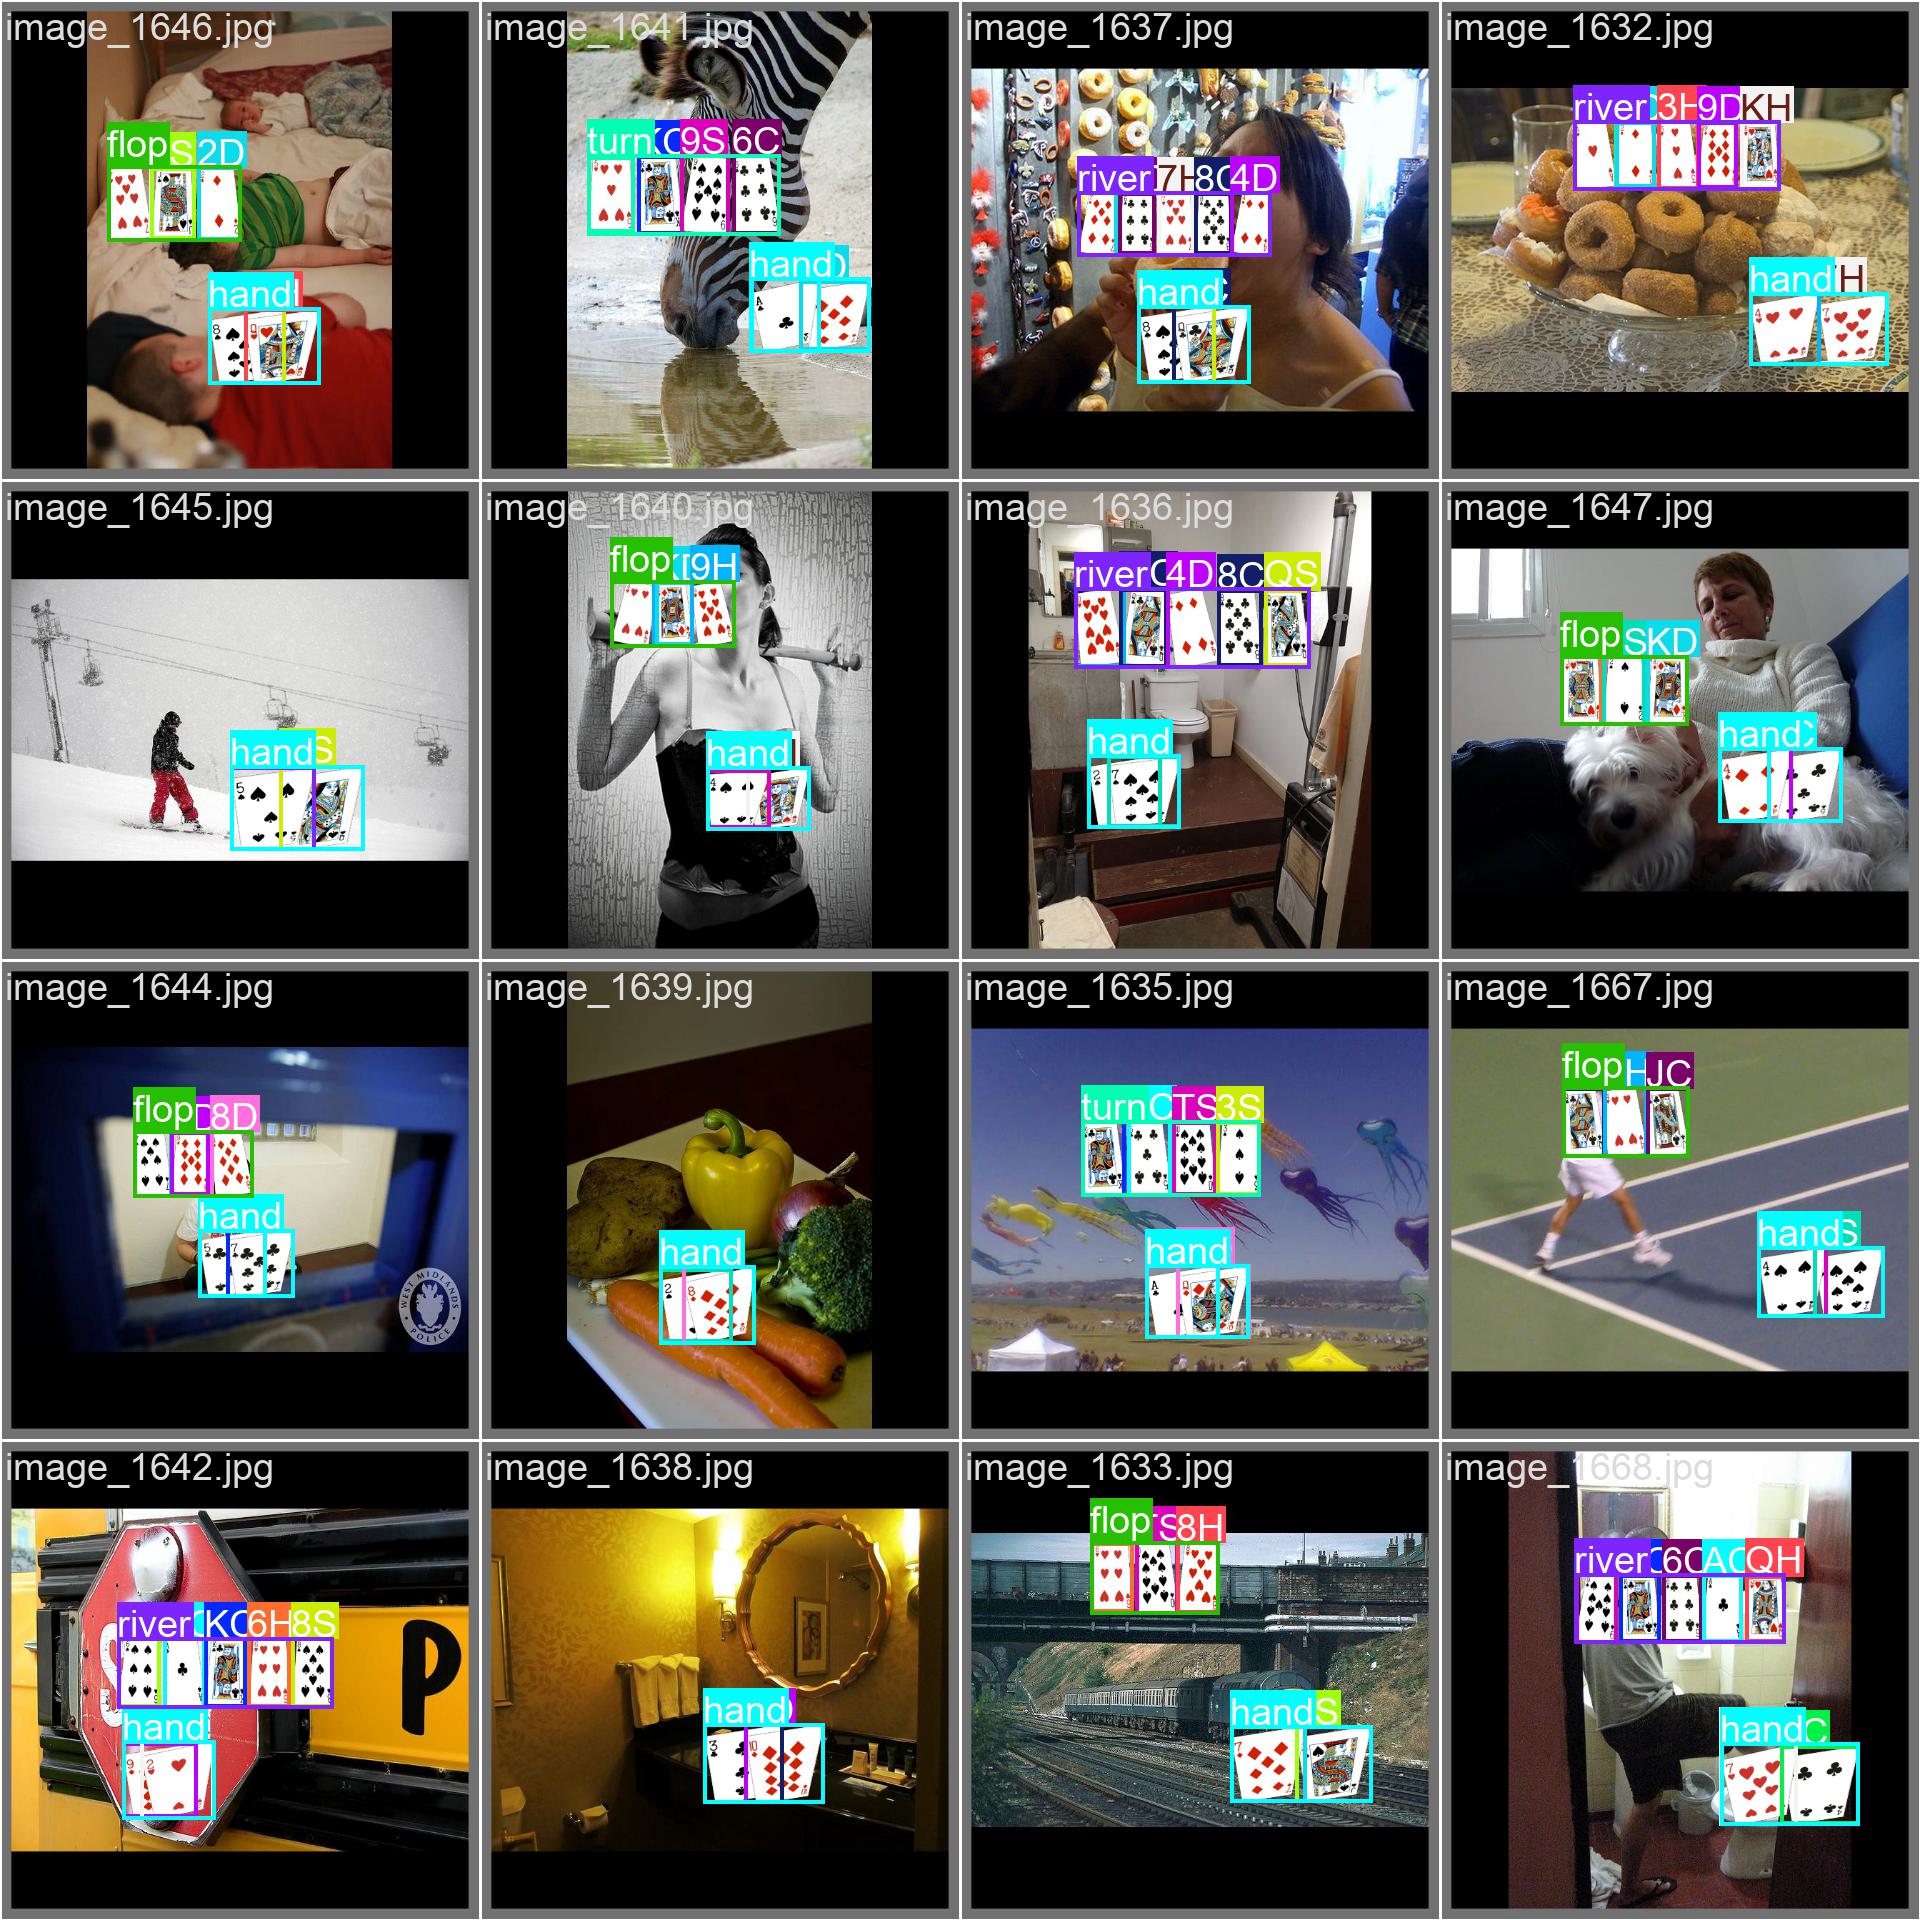 image_1646.jpg
image_1641.jpg
image_1637.jpg
image_1632.jpg
flop S 2D
turn 9S 6C
river 7H 8C 4D
river 3H 9D KH
hand
hand
hand
hand H
image_1645.jpg
image_1640.jpg
image_1636.jpg
image_1647.jpg
flop 9H
river 4D 8C QS
flop S KD
hand S
hand
hand
hand
image_1644.jpg
image_1639.jpg
image_1635.jpg
image_1667.jpg
flop 8D
turn C TS 3S
flop H JC
hand
hand
hand
hand S
WEST MIDLANDS
POLICE
image_1642.jpg
image_1638.jpg
image_1633.jpg
image_1668.jpg
flop S 8H
river KC 6H 8S
river 6C AC QH
P
hand
hand
hand S
hand C